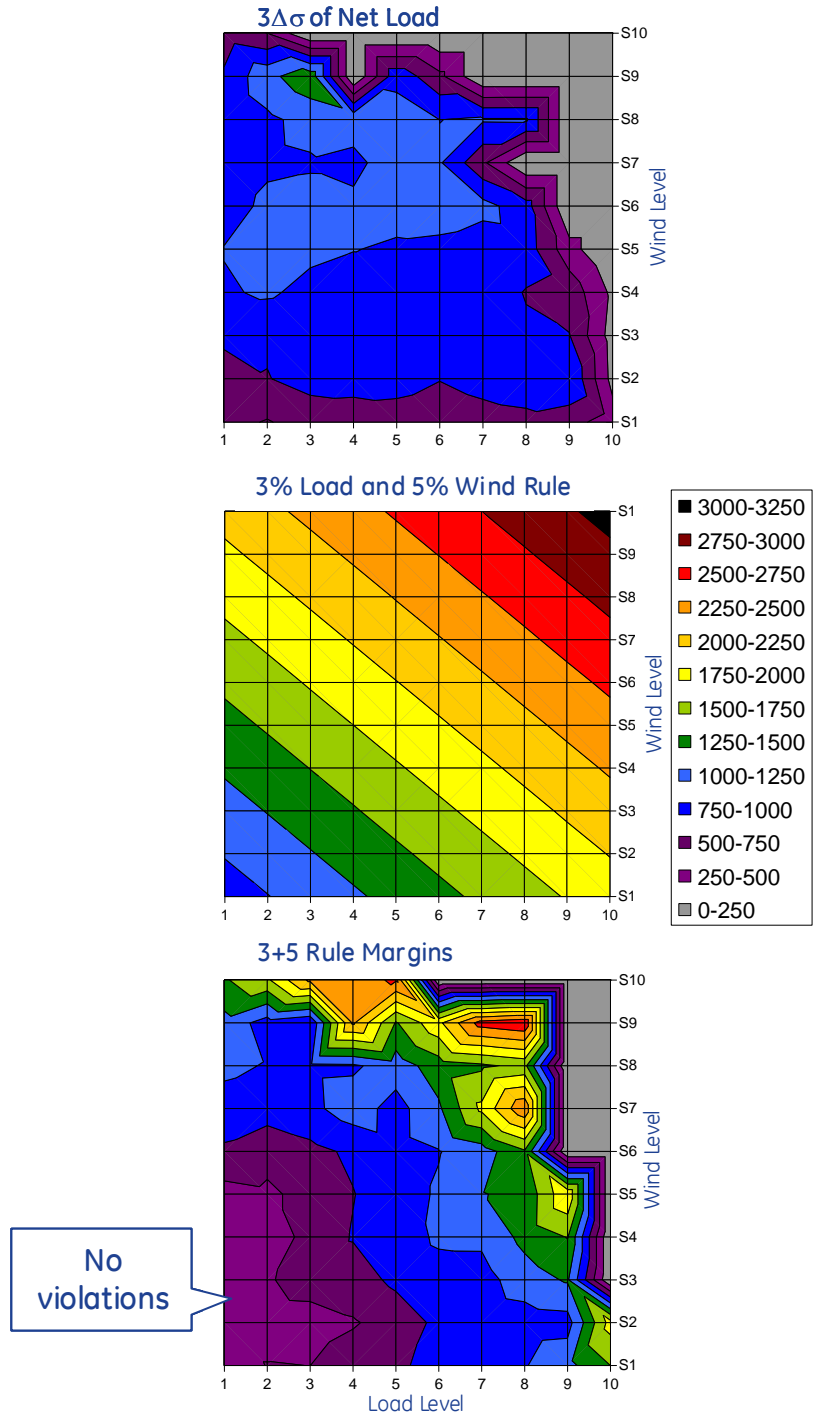 3Δσ of Net Load
S10
S9
S8
S7
S6
S5
S4
S3
S2
S1
Wind Level
1 2 3 4 5 6 7 8 9 10
3% Load and 5% Wind Rule
S1
S9
S8
S7
S6
S5
S4
S3
S2
S1
Wind Level
1 2 3 4 5 6 7 8 9 10
3000-3250
2750-3000
2500-2750
2250-2500
2000-2250
1750-2000
1500-1750
1250-1500
1000-1250
750-1000
500-750
250-500
0-250
3+5 Rule Margins
S10
S9
S8
S7
S6
S5
S4
S3
S2
S1
Wind Level
No
violations
1 2 3 4 5 6 7 8 9 10
Load Level